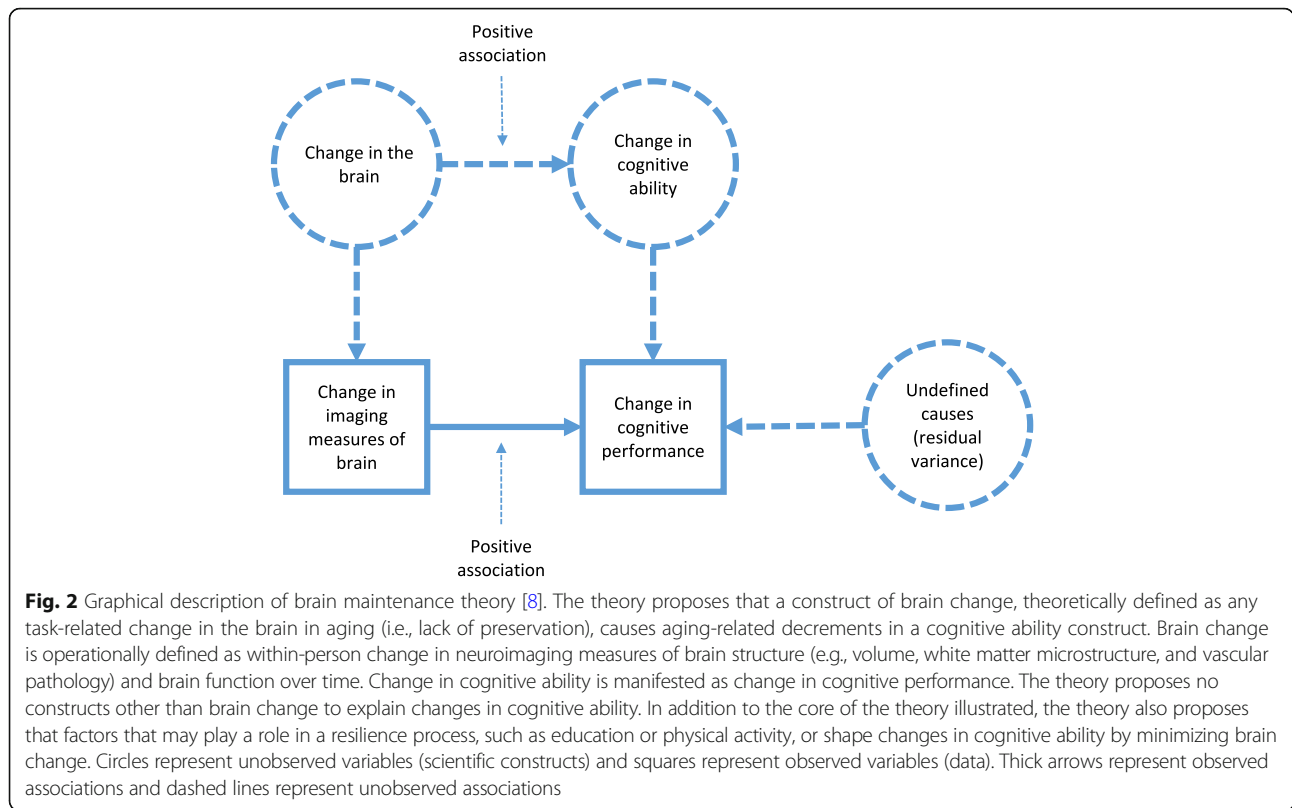 Positive
association
Change in the
brain
Change in
cognitive
ability
Change in
imaging
measures of
brain
Change in
cognitive
performance
Undefined
causes
(residual
variance)
Positive
association
Fig. 2 Graphical description of brain maintenance theory [8]. The theory proposes that a construct of brain change, theoretically defined as any
task-related change in the brain in aging (i.e., lack of preservation), causes aging-related decrements in a cognitive ability construct. Brain change
is operationally defined as within-person change in neuroimaging measures of brain structure (e.g., volume, white matter microstructure, and vascular
pathology) and brain function over time. Change in cognitive ability is manifested as change in cognitive performance. The theory proposes no
constructs other than brain change to explain changes in cognitive ability. In addition to the core of the theory illustrated, the theory also proposes
that factors that may play a role in a resilience process, such as education or physical activity, or shape changes in cognitive ability by minimizing brain
change. Circles represent unobserved variables (scientific constructs) and squares represent observed variables (data). Thick arrows represent observed
associations and dashed lines represent unobserved associations